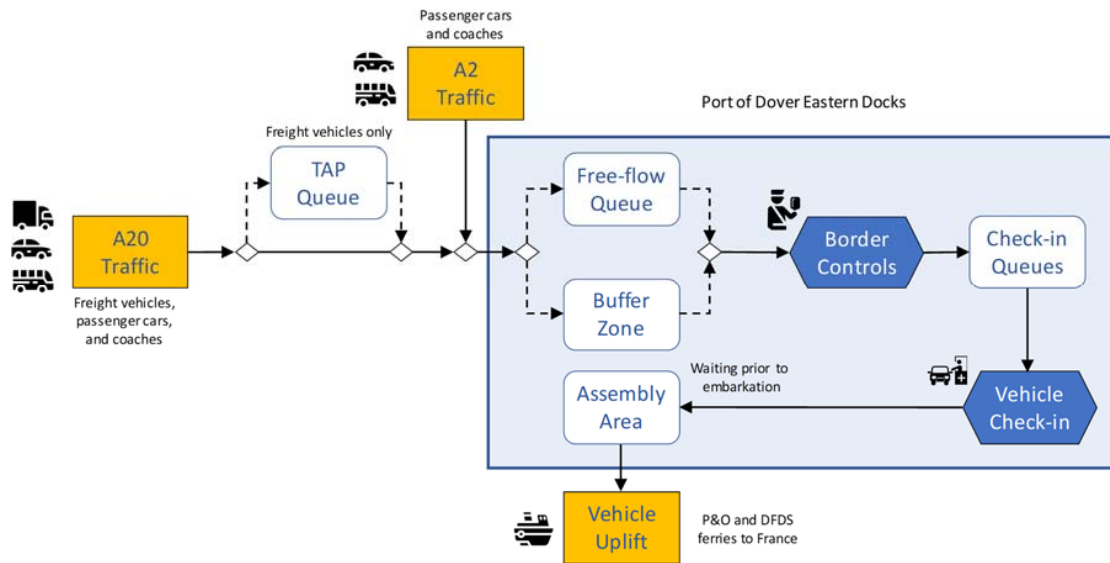 Passenger cars
and coaches
A2
Traffic
Port of Dover Eastern Docks
Freight vehicles only
TAP
Queue
Free-flow
Queue
A20
Traffic
Freight vehicles,
passenger cars,
and coaches
Border
Controls
Check-in
Queues
Buffer
Zone
Waiting prior to
embarkation
Assembly
Area
Vehicle
Check-in
Vehicle
Uplift
P&O and DFDS
ferries to France